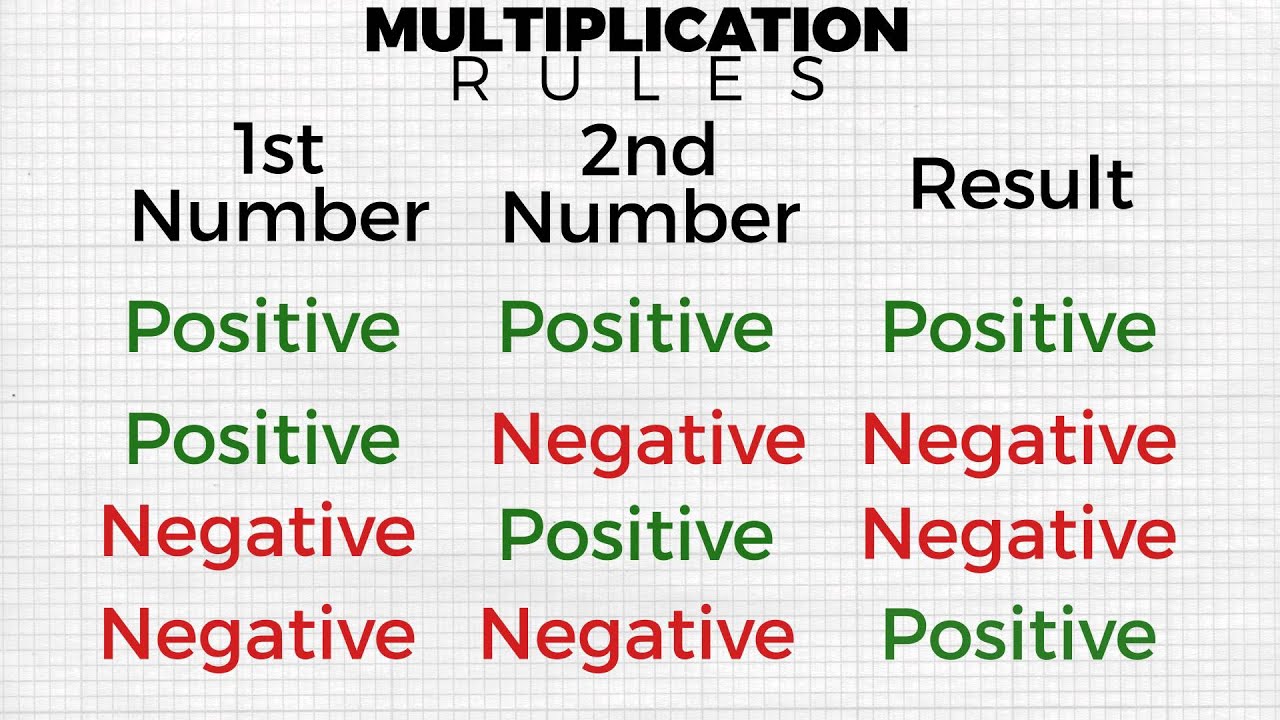 MULTIPLICATION
RULES
1st Number
2nd Number
Result
Positive Positive Positive
Positive Negative Negative
Negative Positive Negative
Negative Negative Positive